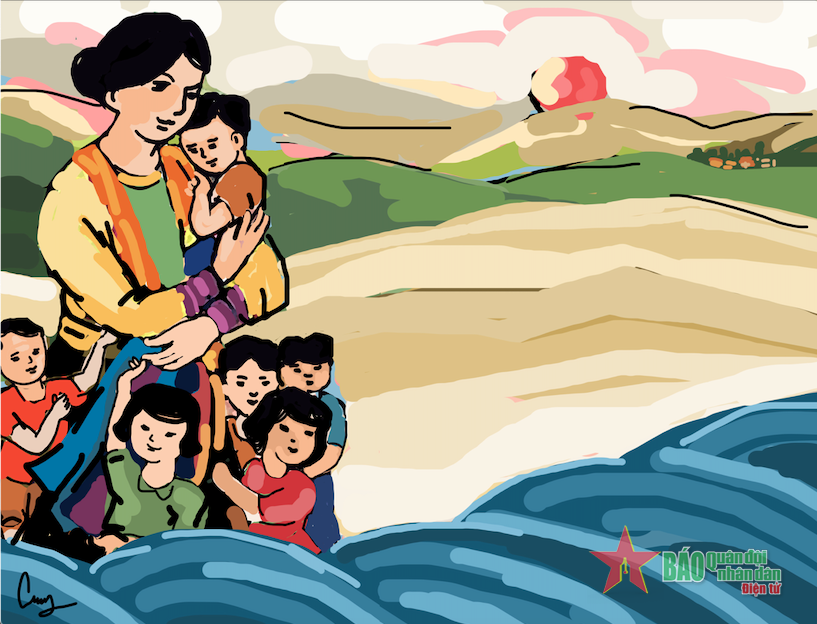 BÁO Quân đội
nhân dân
Điện tử